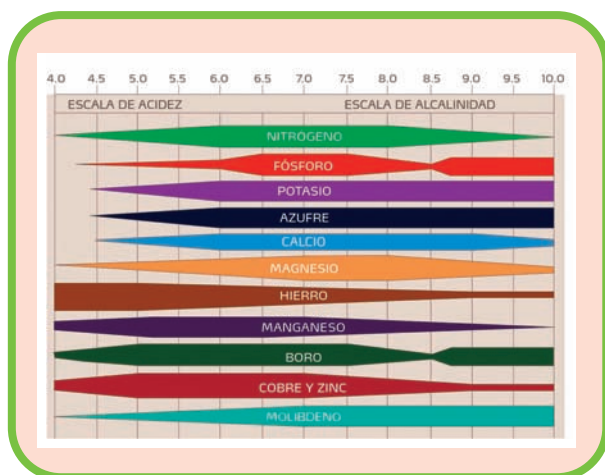 4.0 4.5 5.0 6.0 6.5 7.0 7.5 8.0 8.5 9.0 9.5 10.0
ESCALA DE ACIDEZ ESCALA DE ALCALINIDAD
NITRÓGENO
FÓSFORO
POTASIO
AZUFRE
CALCIO
MAGNESIO
HIERRO
MANGANESO
BORO
COBRE Y ZINC
MOLIBDENO